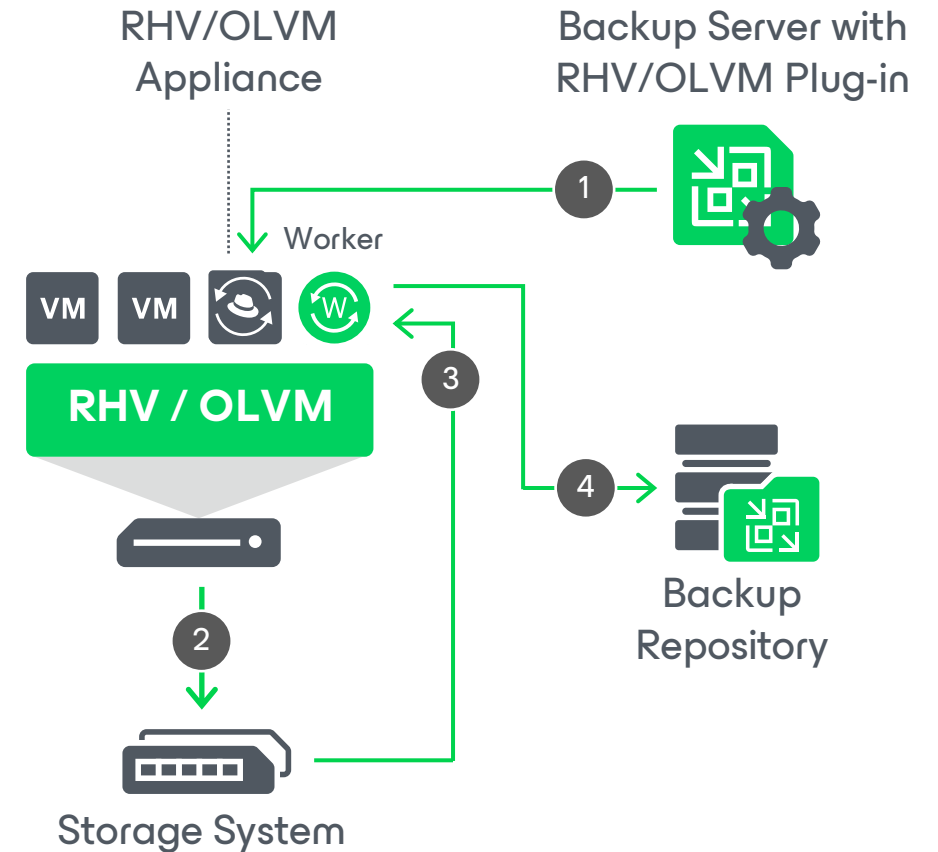 RHV/OLVM
Appliance
Backup Server with
RHV/OLVM Plug-in
1
Worker
VM
VM
W
RHV / OLVM
3
4
2
Backup
Repository
Storage System